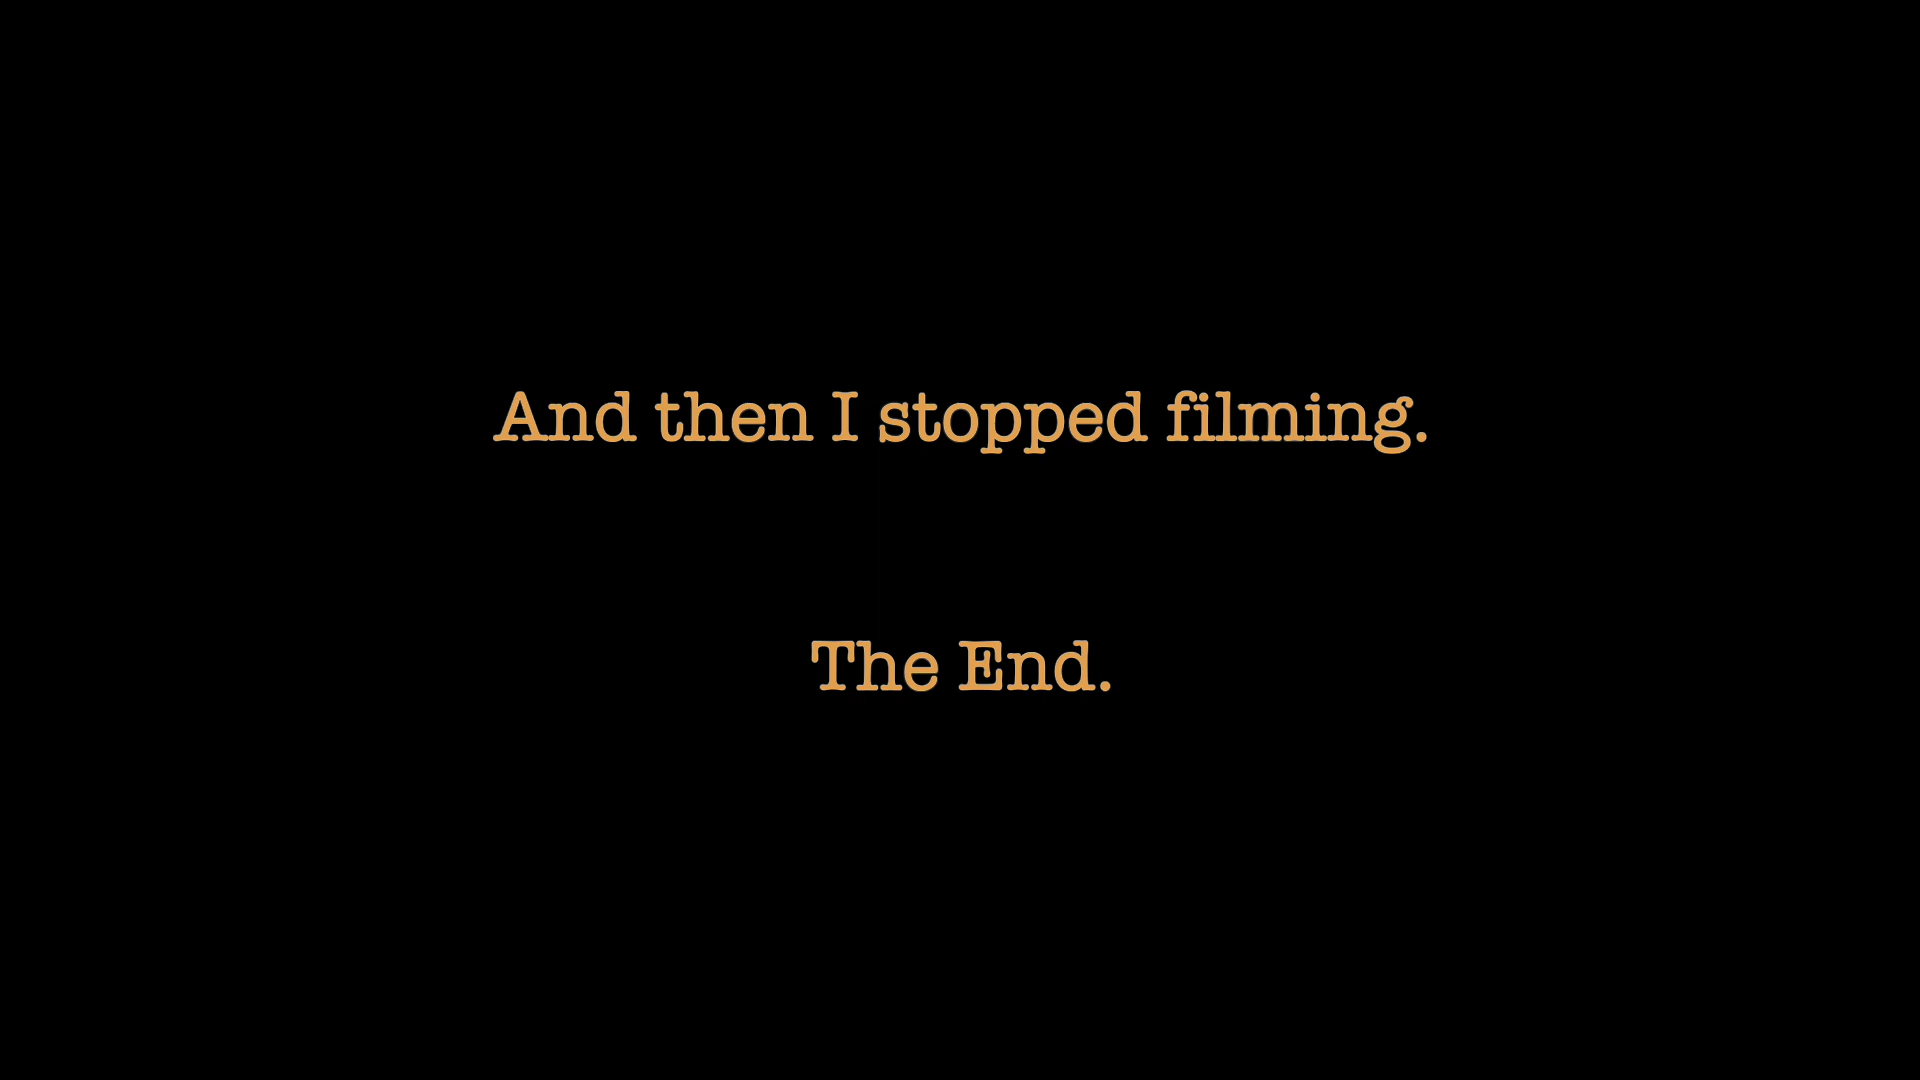 And then I stopped filming.
The End.